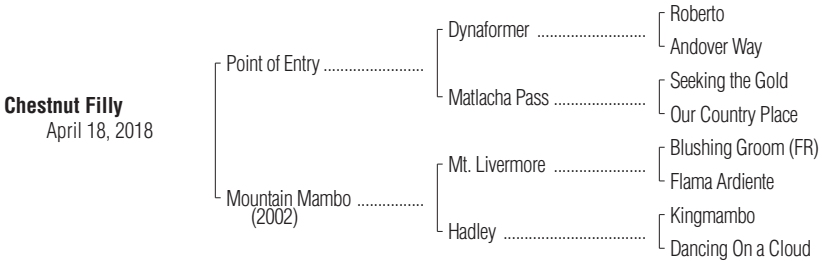 Roberto
Dynaformer ..........................
Andover Way
Point of Entry ........................
Seeking the Gold
Matlacha Pass ......................
Our Country Place
Chestnut Filly
April 18, 2018
Blushing Groom (FR)
Mt. Livermore ......................
Flama Ardiente
Mountain Mambo ................
(2002)
Kingmambo
Hadley ..................................
Dancing On a Cloud